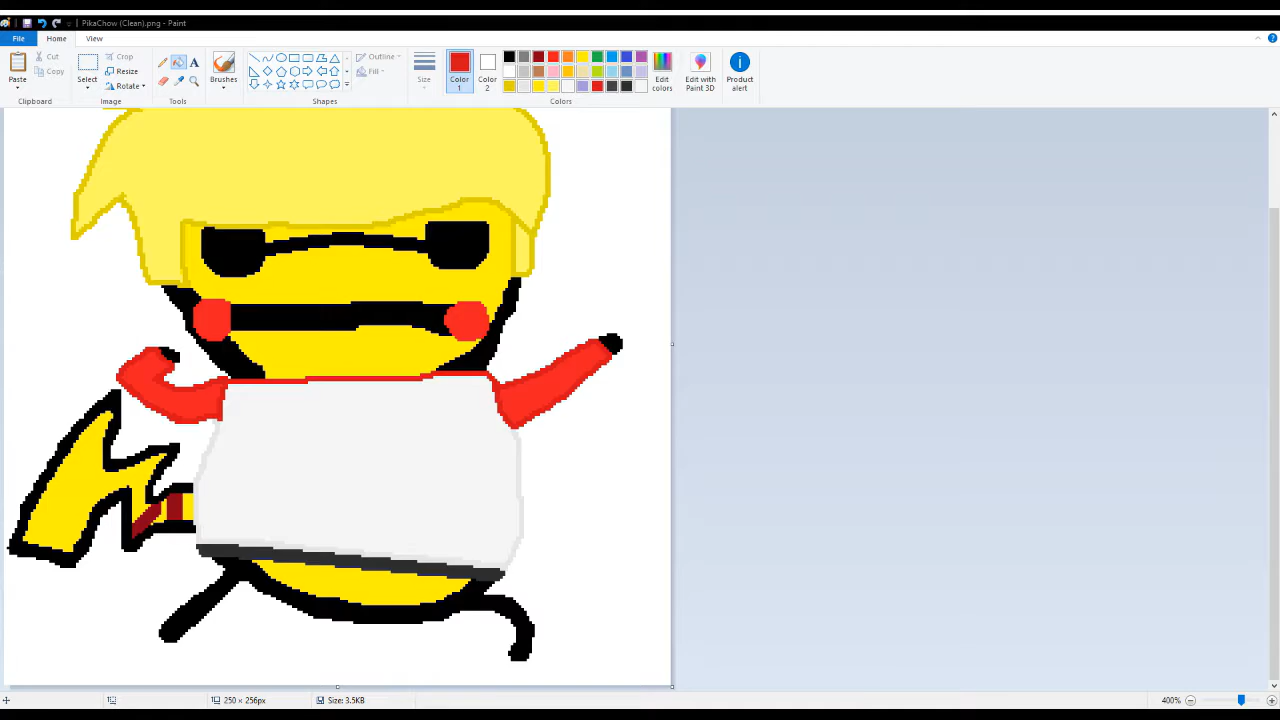 PikaChow (Clean).png - Paint
File Home View
Paste Cut Copy Clipboard
Select Crop Resize Rotate Image
Tools
Brushes
Outline Fill Shapes
Size
Color 1
Color 2
Edit colors
Colors
Edit with Paint 3D
Product alert
250 × 256px Size: 3.5KB 400%